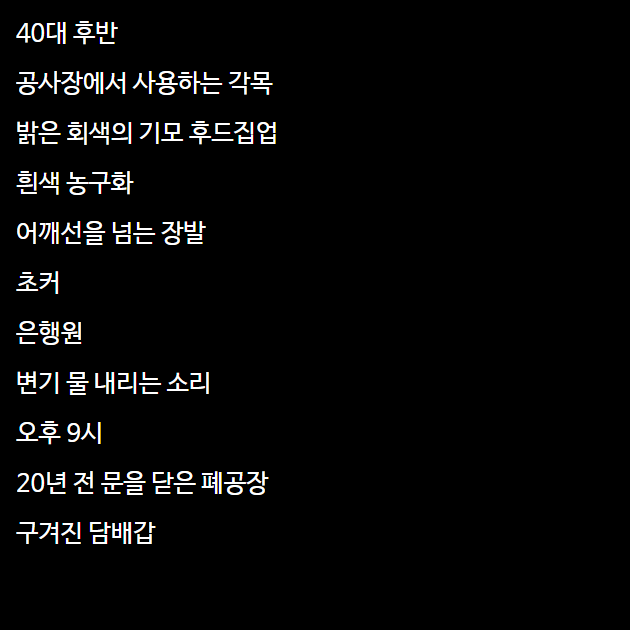 40대 후반
공사장에서 사용하는 각목
밝은 회색의 기모 후드집업
흰색 농구화
어깨선을 넘는 장발
초커
은행원
변기 물 내리는 소리
오후 9시
20년 전 문을 닫은 폐공장
구겨진 담배갑